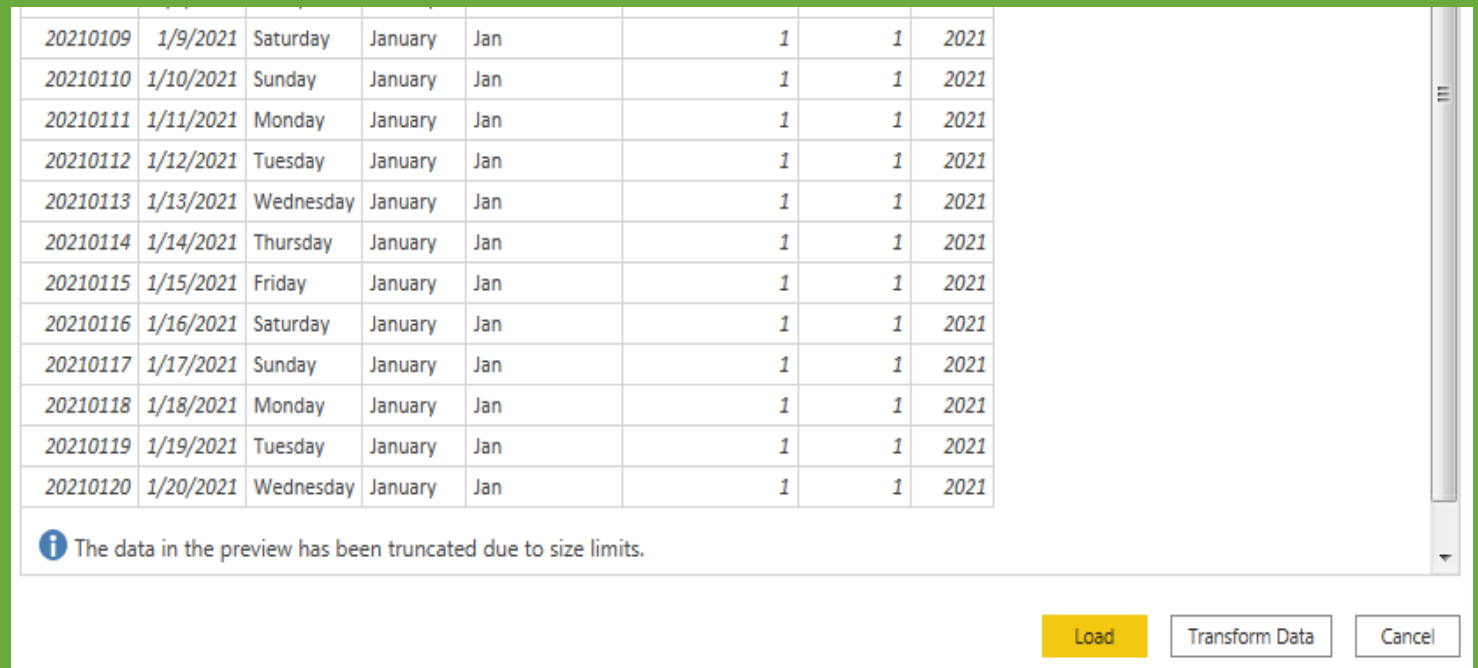 20210109 1/9/2021 Saturday January Jan 1 1 2021
20210110 1/10/2021 Sunday January Jan 1 1 2021
20210111 1/11/2021 Monday January Jan 1 1 2021
20210112 1/12/2021 Tuesday January Jan 1 1 2021
20210113 1/13/2021 Wednesday January Jan 1 1 2021
20210114 1/14/2021 Thursday January Jan 1 1 2021
20210115 1/15/2021 Friday January Jan 1 1 2021
20210116 1/16/2021 Saturday January Jan 1 1 2021
20210117 1/17/2021 Sunday January Jan 1 1 2021
20210118 1/18/2021 Monday January Jan 1 1 2021
20210119 1/19/2021 Tuesday January Jan 1 1 2021
20210120 1/20/2021 Wednesday January Jan 1 1 2021
The data in the preview has been truncated due to size limits.
Load Transform Data Cancel